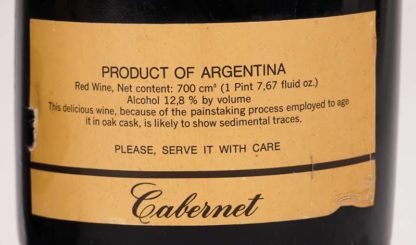 PRODUCT OF ARGENTINA
Red Wine, Net content: 700 cm³ (1 Pint 7,67 fluid oz.)
Alcohol 12,8 % by volume
This delicious wine, because of the painstaking process employed to age
it in oak cask, is likely to show sedimental traces.
PLEASE, SERVE IT WITH CARE
Cabernet